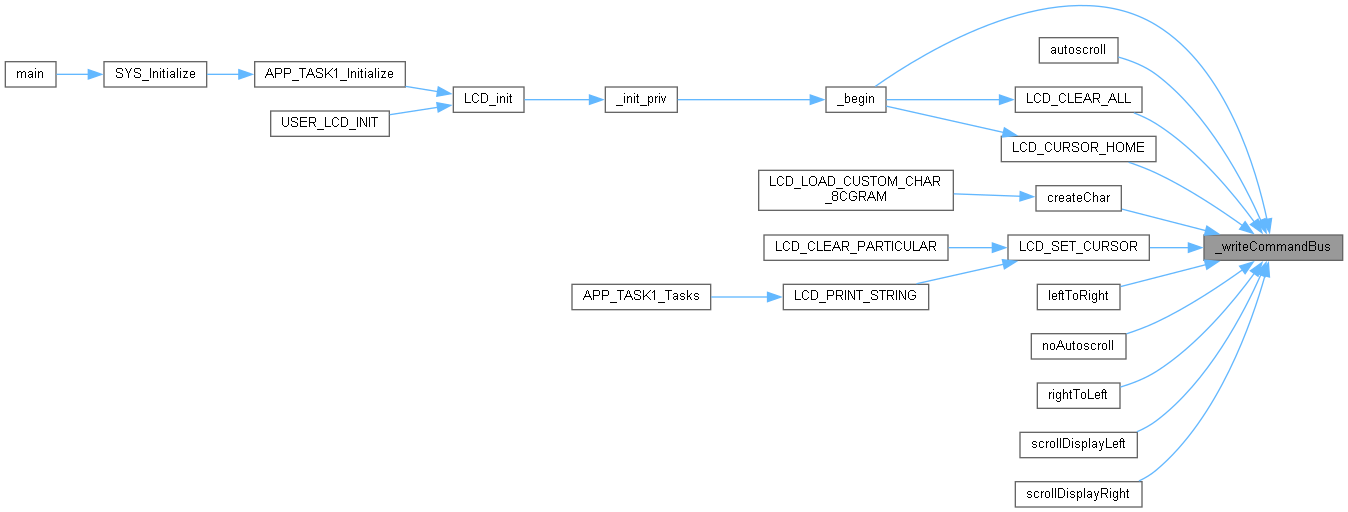 main
SYS_Initialize
APP_TASK1_Initialize
USER_LCD_INIT
LCD_init
_init_priv
_begin
autoscroll
LCD_CLEAR_ALL
LCD_CURSOR_HOME
LCD_LOAD_CUSTOM_CHAR
_8CGRAM
createChar
LCD_CLEAR_PARTICULAR
LCD_SET_CURSOR
_writeCommandBus
APP_TASK1_Tasks
LCD_PRINT_STRING
leftToRight
noAutoscroll
rightToLeft
scrollDisplayLeft
scrollDisplayRight